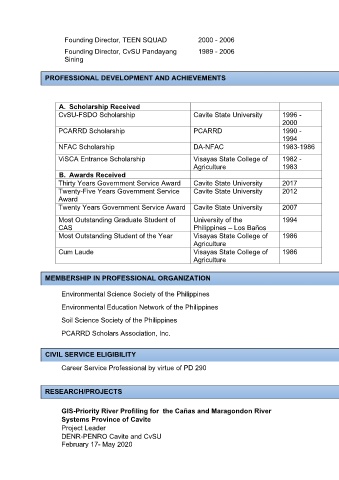 Founding Director, TEEN SQUAD 2000 - 2006
Founding Director, CvSU Pandayang 1989 - 2006
Sining
PROFESSIONAL DEVELOPMENT AND ACHIEVEMENTS
A. Scholarship Received
CvSU-FSDO Scholarship Cavite State University 1996 -
2000
PCARRD Scholarship PCARRD 1990 -
1994
NFAC Scholarship DA-NFAC 1983-1986
ViSCA Entrance Scholarship Visayas State College of 1982 -
Agriculture 1983
B. Awards Received
Thirty Years Government Service Award Cavite State University 2017
Twenty-Five Years Government Service Cavite State University 2012
Award
Twenty Years Government Service Award Cavite State University 2007
Most Outstanding Graduate Student of University of the 1994
CAS Philippines – Los Baños
Most Outstanding Student of the Year Visayas State College of 1986
Agriculture
Cum Laude Visayas State College of 1986
Agriculture
MEMBERSHIP IN PROFESSIONAL ORGANIZATION
Environmental Science Society of the Philippines
Environmental Education Network of the Philippines
Soil Science Society of the Philippines
PCARRD Scholars Association, Inc.
CIVIL SERVICE ELIGIBILITY
Career Service Professional by virtue of PD 290
RESEARCH/PROJECTS
GIS-Priority River Profiling for the Cañas and Maragondon River
Systems Province of Cavite
Project Leader
DENR-PENRO Cavite and CvSU
February 17- May 2020